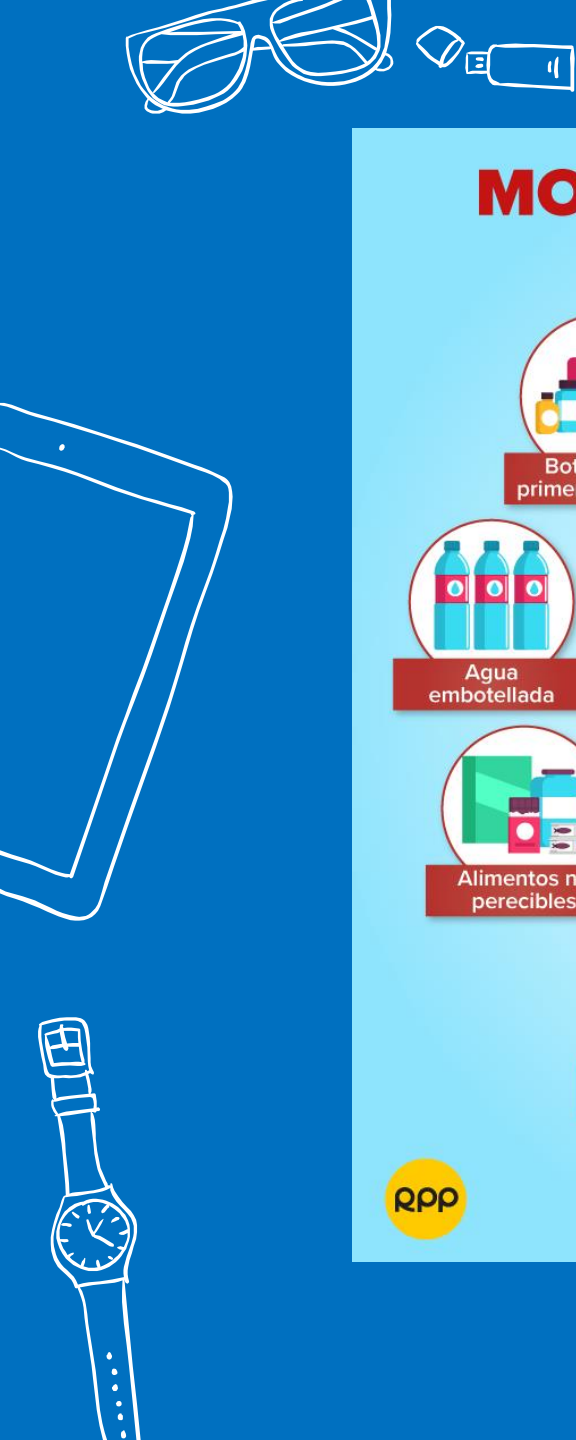 MO
Bot
prime
Agua
embotellada
Alimentos n
perecibles
RPP